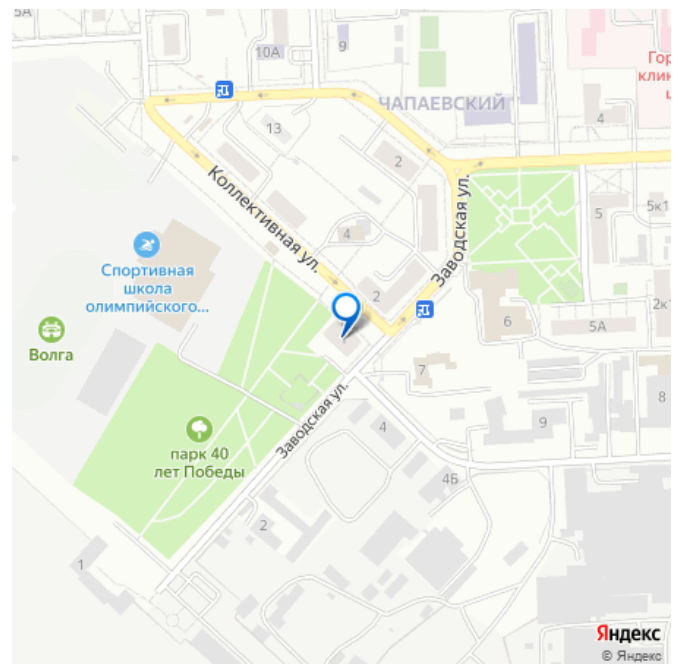 5А
10А
9
Гор
клин
ц
ЧАПАЕВСКИЙ
4
13
2
Коллективная ул.
Заводская ул.
5
5к1
4
Спортивная
школа
олимпийского...
2
2к
6
5А
Волга
7
8
Заводская ул.
9
4
парк 40
лет Победы
4Б
2
1
Яндекс
© Яндекс